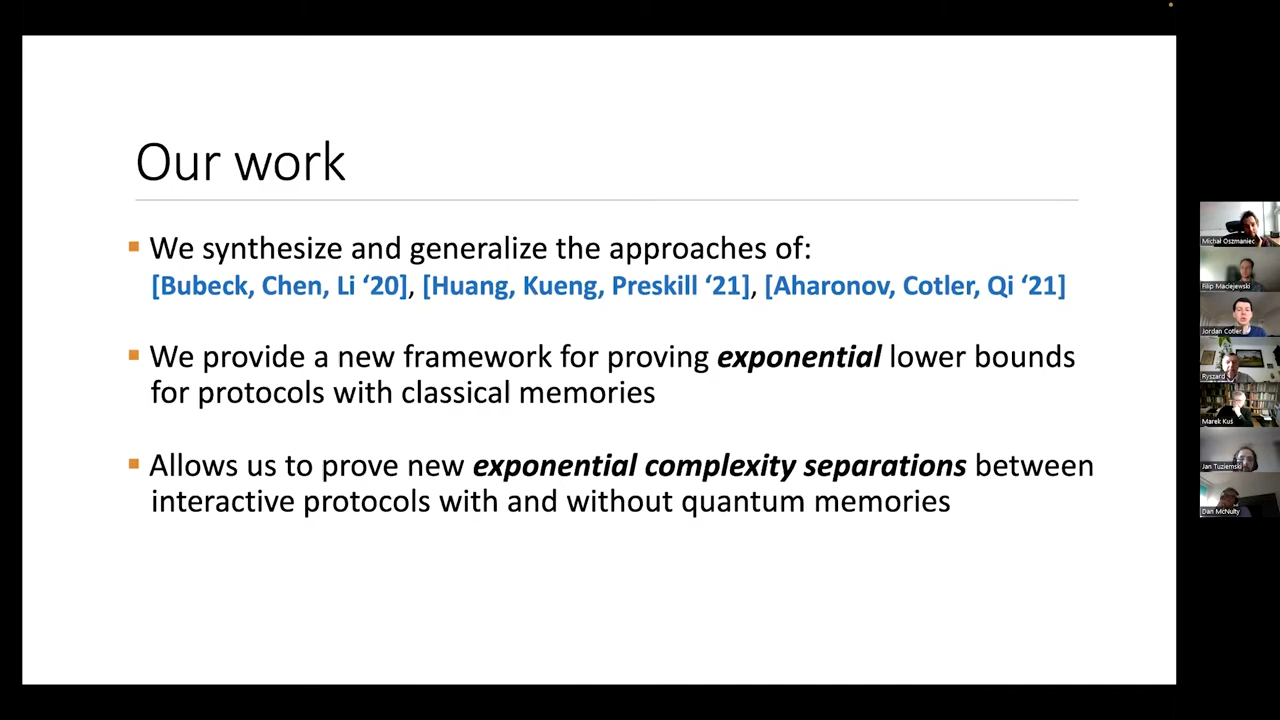 Our work
▪ We synthesize and generalize the approaches of:
[Bubeck, Chen, Li ‘20], [Huang, Kueng, Preskill ‘21], [Aharonov, Cotler, Qi ‘21]
▪ We provide a new framework for proving exponential lower bounds
for protocols with classical memories
▪ Allows us to prove new exponential complexity separations between
interactive protocols with and without quantum memories
Michał Oszmaniec
Filip Maciejewski
Jordan Cotler
Ryszard
Marek Kuś
Jan Tuziemski
Dan McNulty